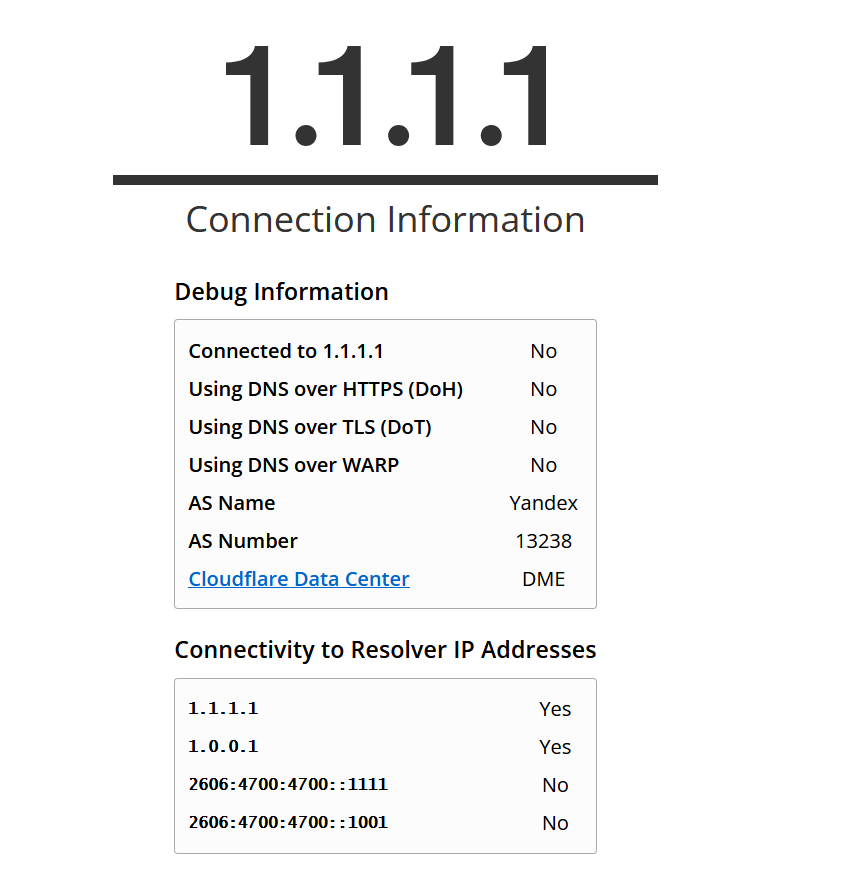 1.1.1.1
Connection Information
Debug Information
Connected to 1.1.1.1 No
Using DNS over HTTPS (DoH) No
Using DNS over TLS (DoT) No
Using DNS over WARP No
AS Name Yandex
AS Number 13238
Cloudflare Data Center DME
Connectivity to Resolver IP Addresses
1.1.1.1 Yes
1.0.0.1 Yes
2606:4700:4700::1111 No
2606:4700:4700::1001 No